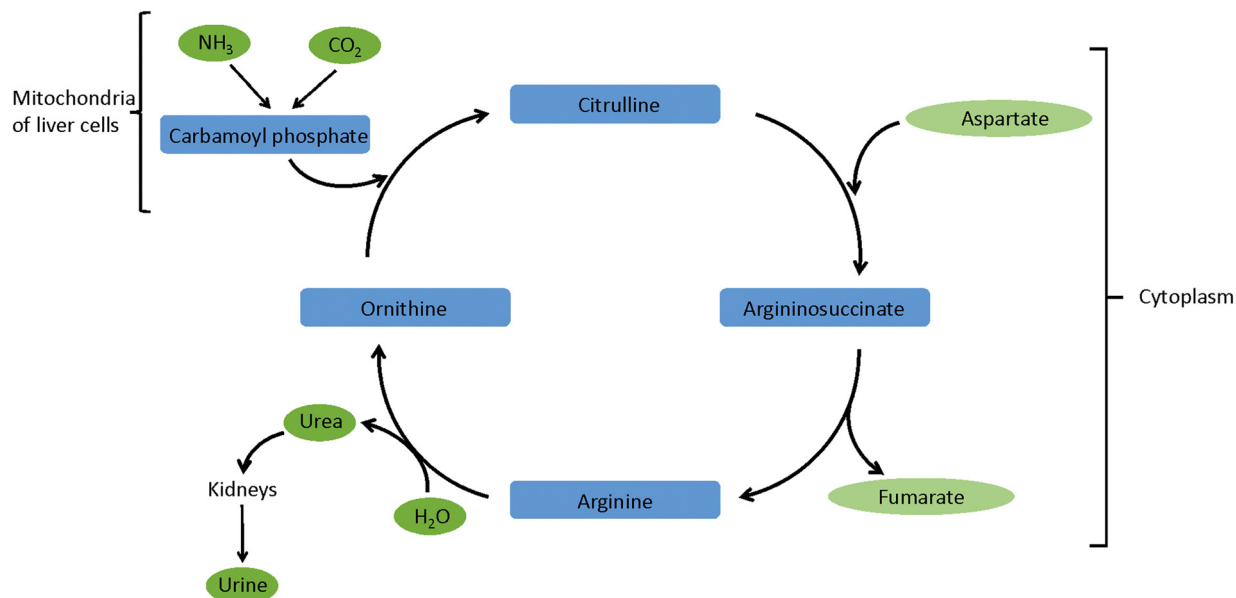 NH₃
CO₂
Mitochondria
of liver cells
Carbamoyl phosphate
Citrulline
Aspartate
Ornithine
Argininosuccinate
Cytoplasm
Urea
Kidneys
H₂O
Arginine
Fumarate
Urine